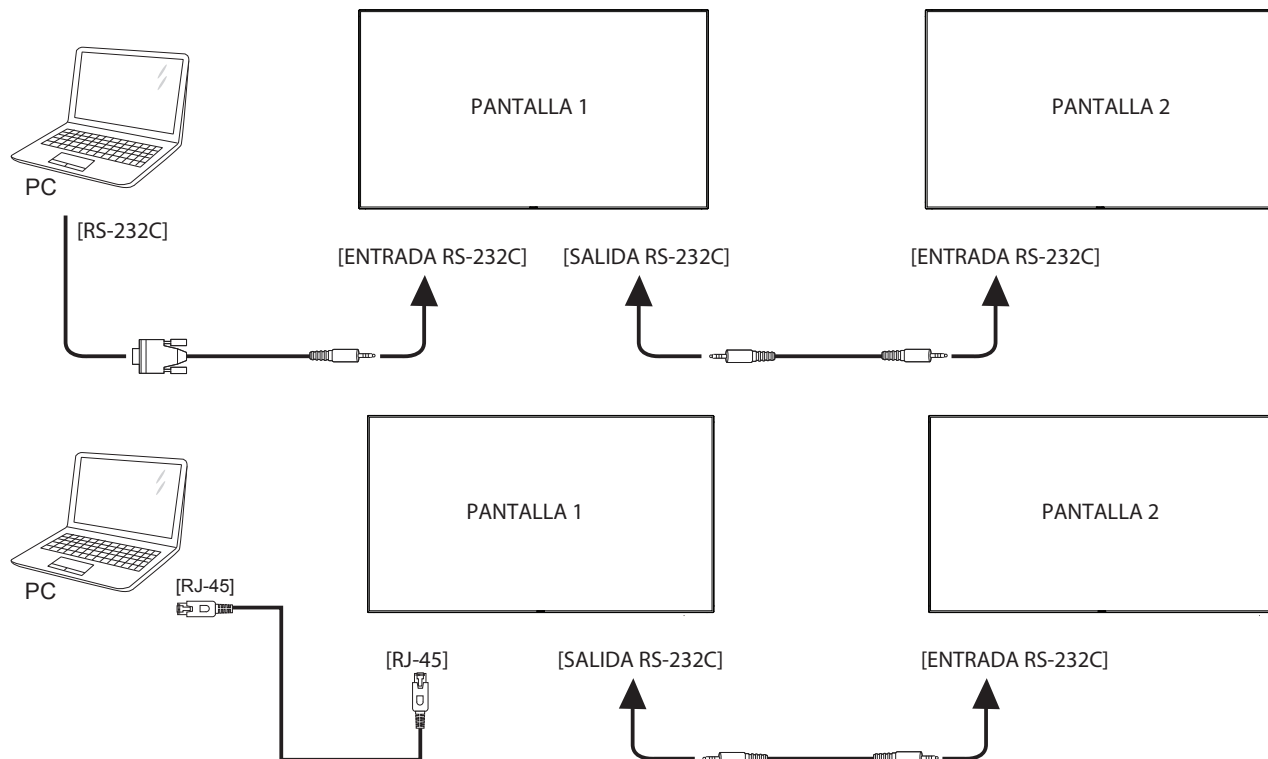 PANTALLA 1
PANTALLA 2
PC
[RS-232C]
[ENTRADA RS-232C]
[SALIDA RS-232C]
[ENTRADA RS-232C]
PANTALLA 1
PANTALLA 2
PC
[RJ-45]
[RJ-45]
[SALIDA RS-232C]
[ENTRADA RS-232C]